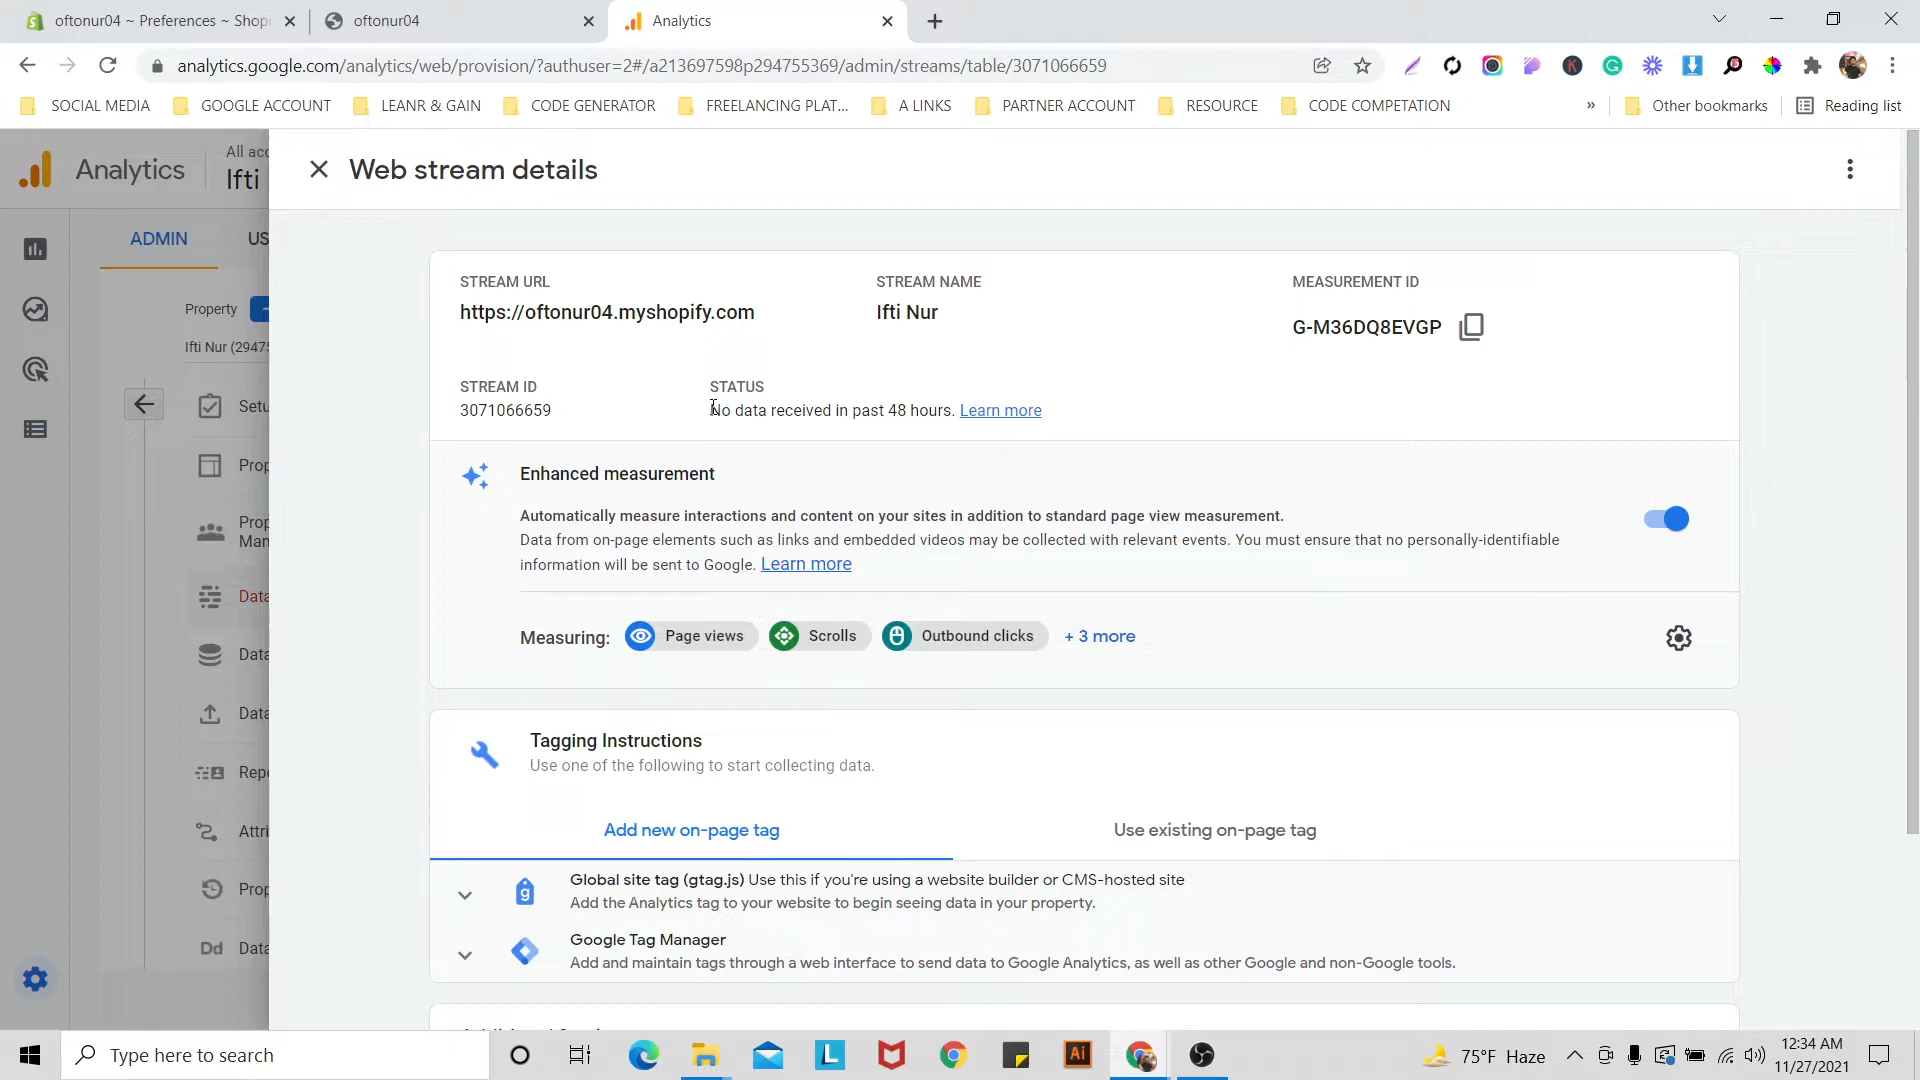 oftonur04 ~ Preferences ~ Shopi
oftonur04
Analytics
analytics.google.com/analytics/web/provision/?authuser=2#/a213697598p294755369/admin/streams/table/3071066659
SOCIAL MEDIA
GOOGLE ACCOUNT
LEANR & GAIN
CODE GENERATOR
FREELANCING PLAT...
A LINKS
PARTNER ACCOUNT
RESOURCE
CODE COMPETATION
»
Other bookmarks
Reading list
Analytics
All acc
Ifti
Web stream details
ADMIN
US
Property
Ifti Nur (2947
Setu
Prop
Prop
Man
Data
Data
Data
Repo
Attri
Prop
Dd
Data
STREAM URL
https://oftonur04.myshopify.com
STREAM NAME
Ifti Nur
MEASUREMENT ID
G-M36DQ8EVGP
STREAM ID
3071066659
STATUS
No data received in past 48 hours. Learn more
Enhanced measurement
Automatically measure interactions and content on your sites in addition to standard page view measurement.
Data from on-page elements such as links and embedded videos may be collected with relevant events. You must ensure that no personally-identifiable
information will be sent to Google. Learn more
Measuring:
Page views
Scrolls
Outbound clicks
+ 3 more
Tagging Instructions
Use one of the following to start collecting data.
Add new on-page tag
Use existing on-page tag
Global site tag (gtag.js) Use this if you're using a website builder or CMS-hosted site
Add the Analytics tag to your website to begin seeing data in your property.
Google Tag Manager
Add and maintain tags through a web interface to send data to Google Analytics, as well as other Google and non-Google tools.
Type here to search
L
Ai
75°F Haze
12:34 AM
11/27/2021